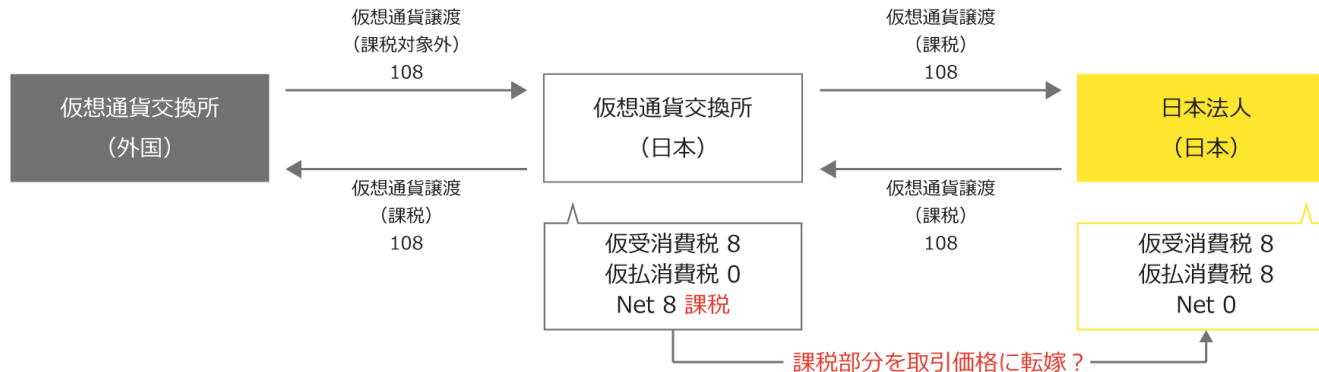 仮想通貨譲渡
（課税対象外）
108
仮想通貨譲渡
（課税）
108
仮想通貨交換所
（外国）
仮想通貨交換所
（日本）
日本法人
（日本）
仮想通貨譲渡
（課税）
108
仮想通貨譲渡
（課税）
108
仮受消費税 8
仮払消費税 0
Net 8 課税
仮受消費税 8
仮払消費税 8
Net 0
課税部分を取引価格に転嫁？